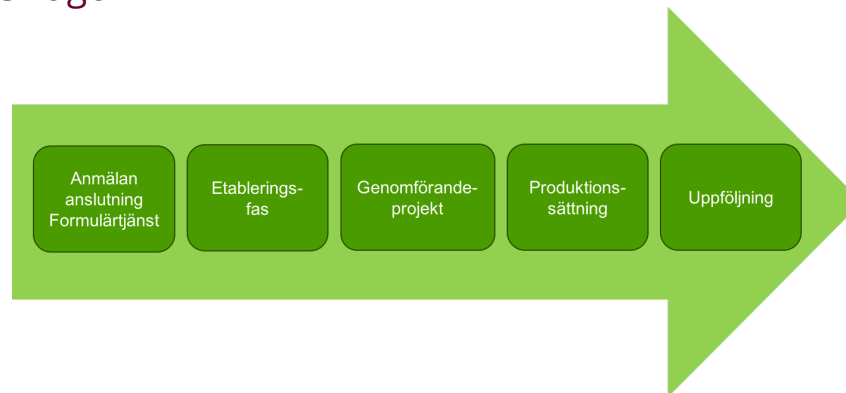 Anmälan
anslutning
Formulärtjänst
Etablerings-
fas
Genomförande-
projekt
Produktions-
sättning
Uppföljning